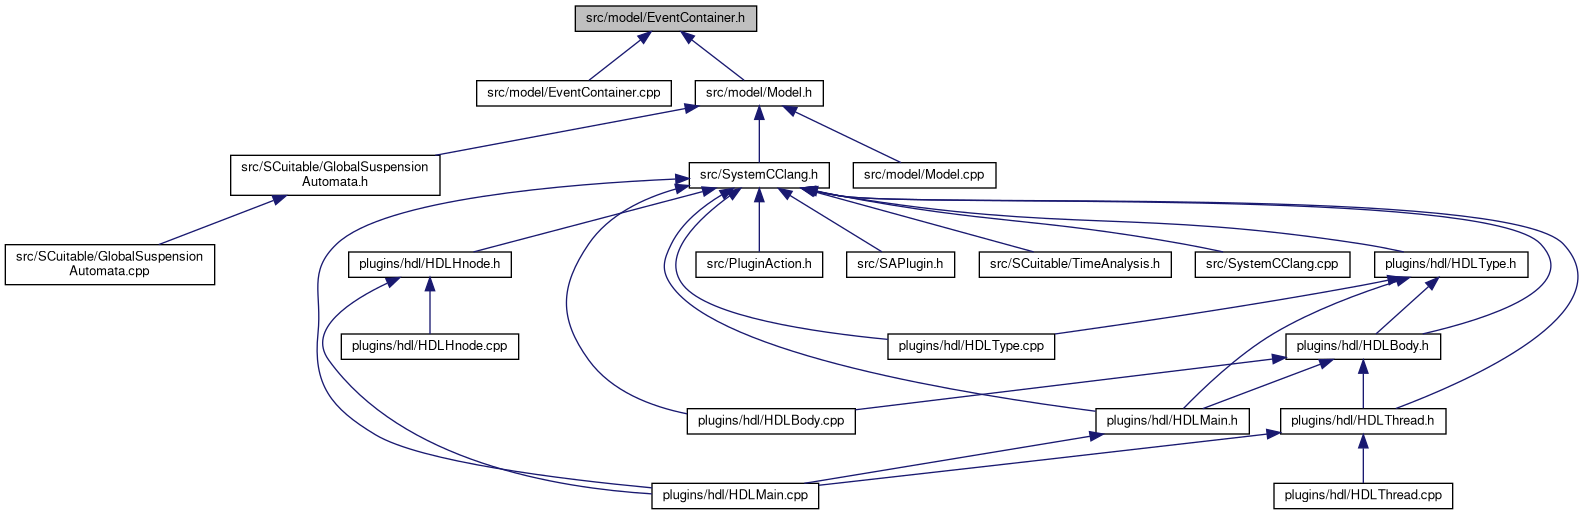 src/model/EventContainer.h
src/model/EventContainer.cpp
src/model/Model.h
src/SCuitable/GlobalSuspension
Automata.h
src/SystemCClang.h
src/model/Model.cpp
src/SCuitable/GlobalSuspension
Automata.cpp
plugins/hdl/HDLHnode.h
src/PluginAction.h
src/SAPlugin.h
src/SCuitable/TimeAnalysis.h
src/SystemCClang.cpp
plugins/hdl/HDLType.h
plugins/hdl/HDLHnode.cpp
plugins/hdl/HDLType.cpp
plugins/hdl/HDLBody.h
plugins/hdl/HDLBody.cpp
plugins/hdl/HDLMain.h
plugins/hdl/HDLThread.h
plugins/hdl/HDLMain.cpp
plugins/hdl/HDLThread.cpp